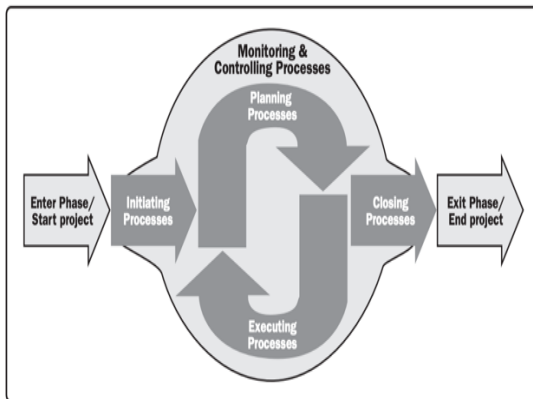 Monitoring &
Controlling Processes
Planning
Processes
Enter Phase/
Start project
Initiating
Processes
Closing
Processes
Exit Phase/
End project
Executing
Processes